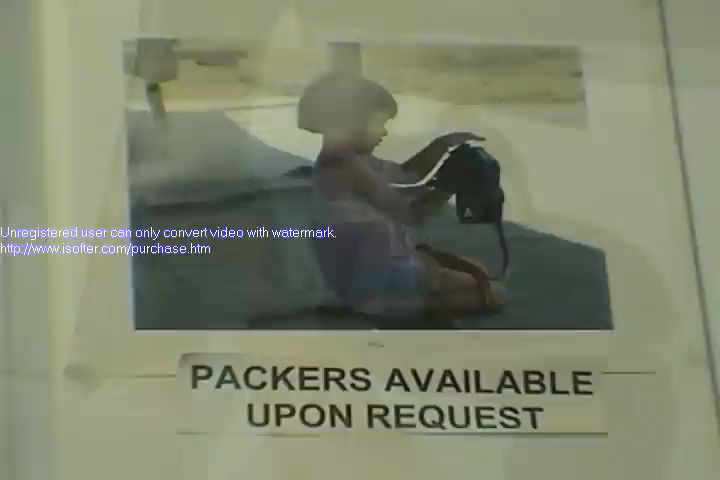 Unregistered user can only convert video with watermark.
http://www.isofter.com/purchase.htm
PACKERS AVAILABLE
UPON REQUEST